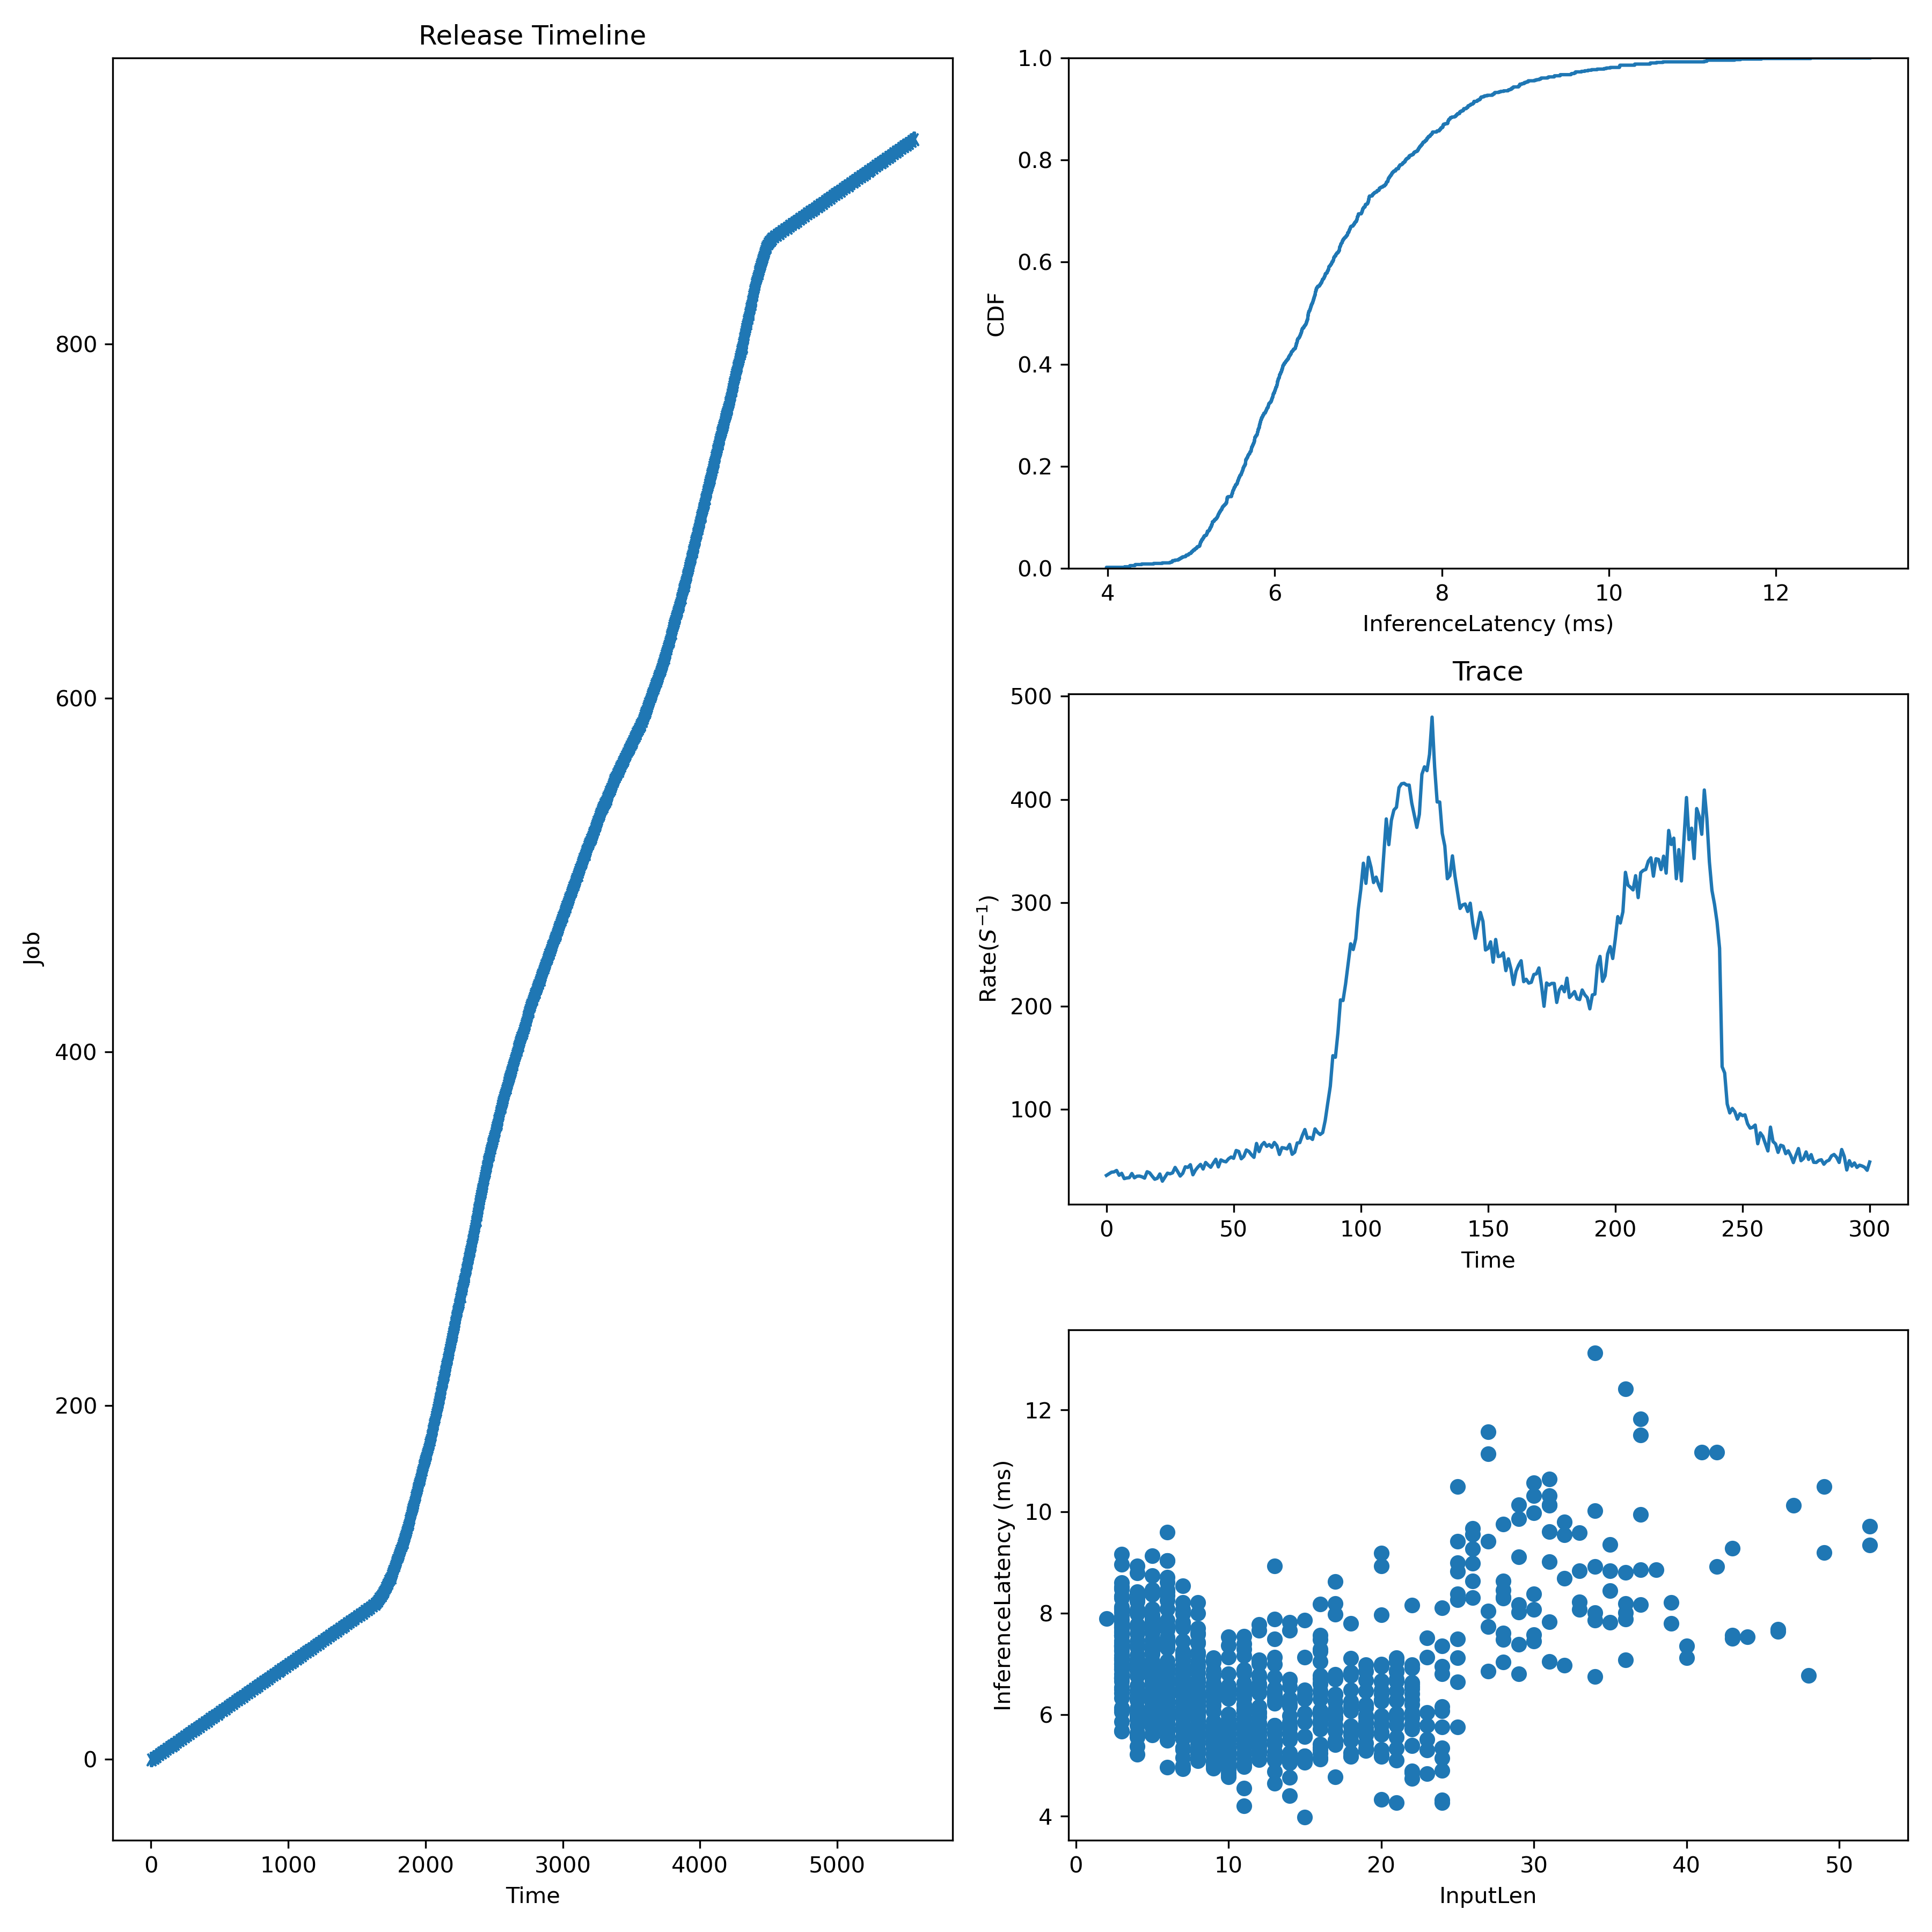 Release Timeline
800
600
400
200
0
Job
0 1000 2000 3000 4000 5000
Time
1.0
0.8
0.6
0.4
0.2
0.0
CDF
4 6 8 10 12
InferenceLatency (ms)
Trace
500
400
300
200
100
Rate(S⁻¹)
0 50 100 150 200 250 300
Time
12
10
8
6
4
InferenceLatency (ms)
0 10 20 30 40 50
InputLen